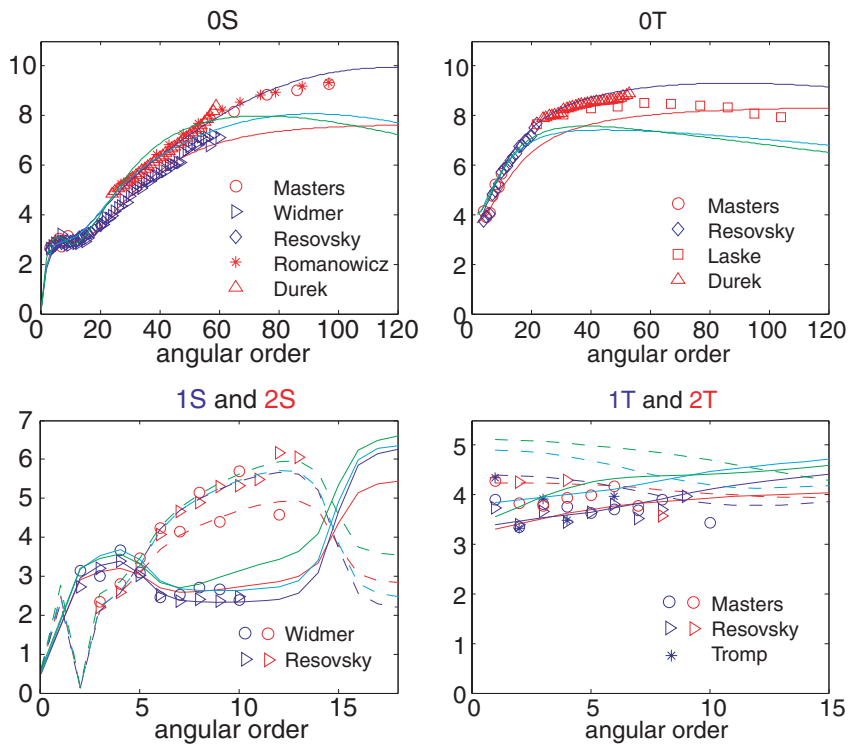 0S
10
8
6
4
2
0
0 20 40 60 80 100 120
angular order
Masters
Widmer
Resovsky
Romanowicz
Durek
0T
10
8
6
4
2
0
0 20 40 60 80 100 120
angular order
Masters
Resovsky
Laske
Durek
1S and 2S
7
6
5
4
3
2
1
0
0 5 10 15
angular order
Widmer
Resovsky
1T and 2T
5
4
3
2
1
0
0 5 10 15
angular order
Masters
Resovsky
Tromp